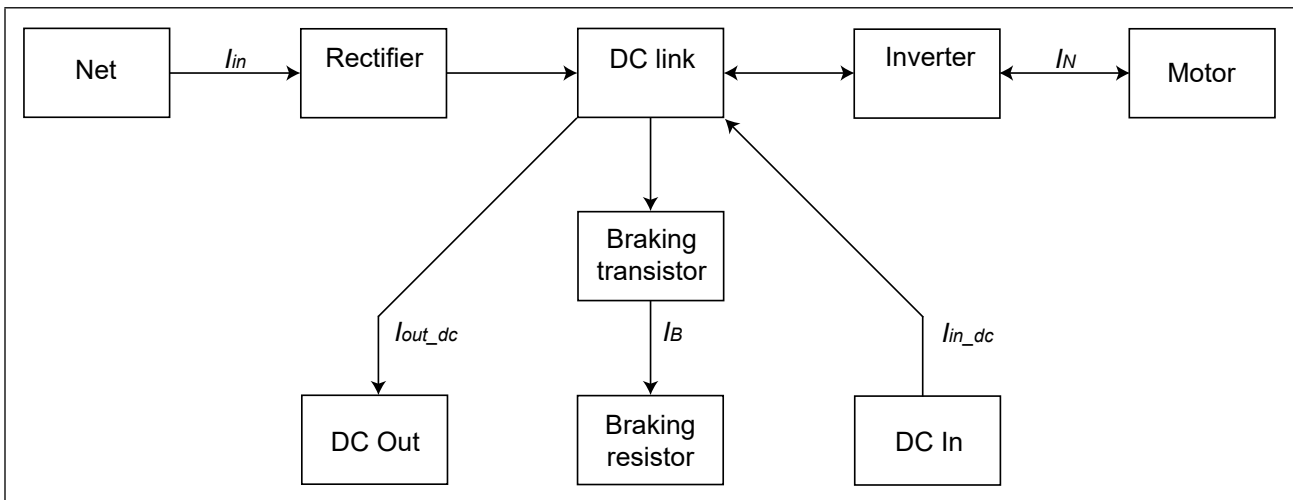 Net
Iin
Rectifier
DC link
Inverter
IN
Motor
Braking
transistor
Iout_dc
IB
Iin_dc
DC Out
Braking
resistor
DC In